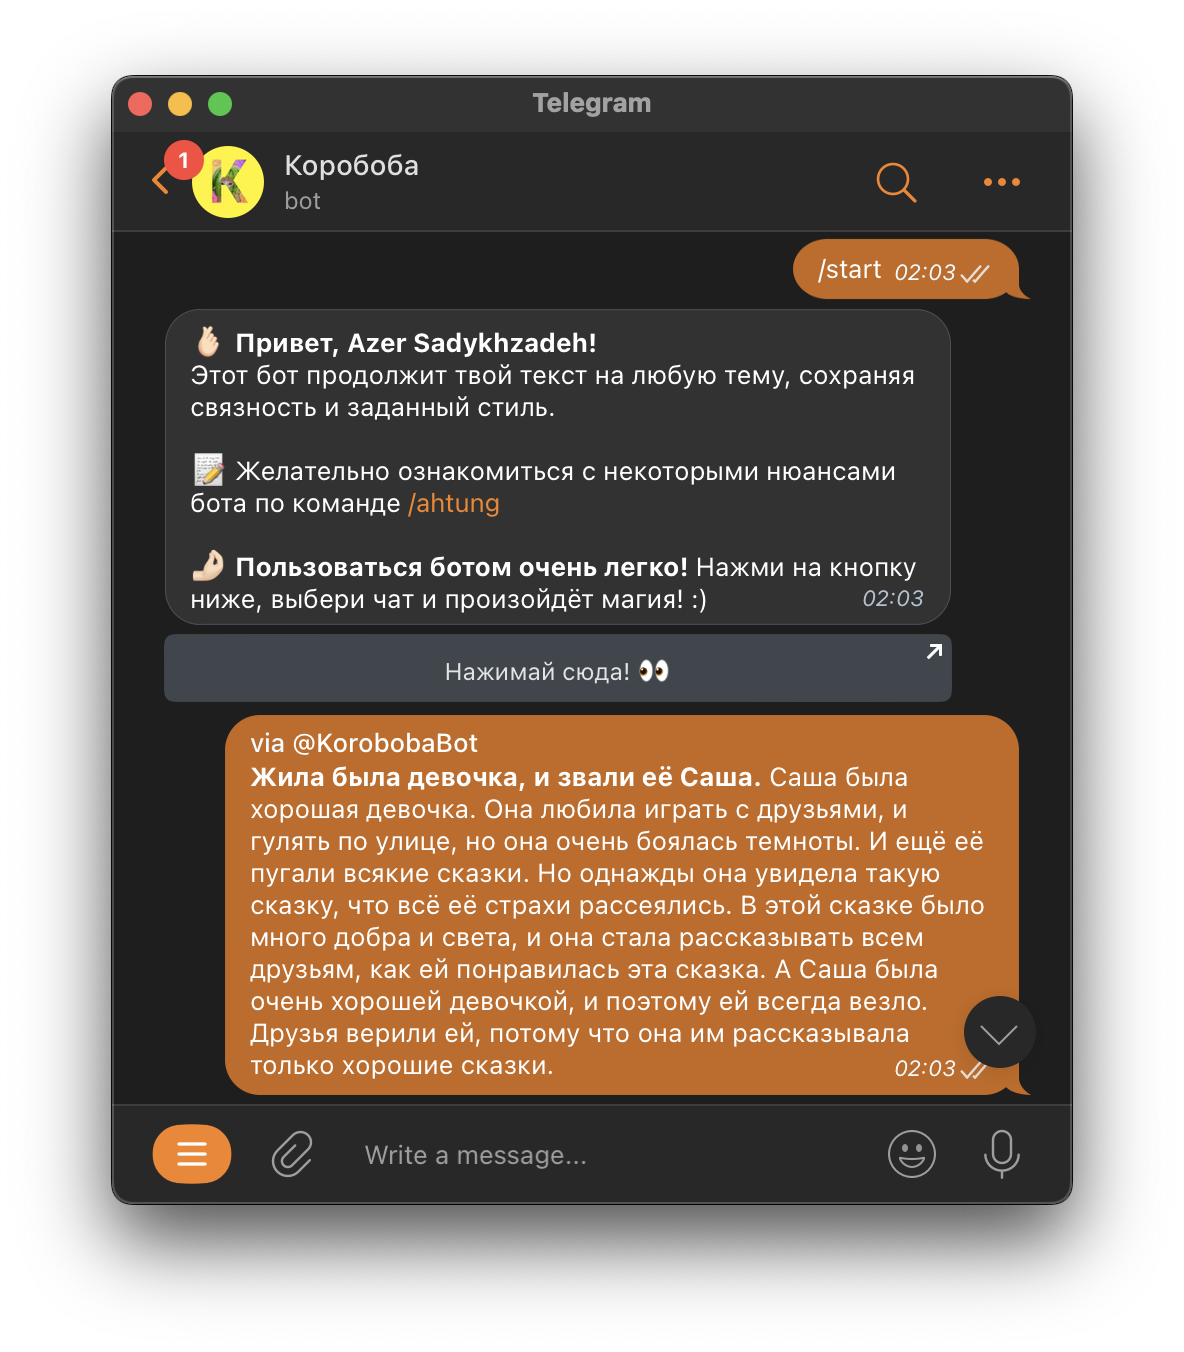 Telegram
1
K
Коробоба
bot
/start 02:03
🤞🏻 Привет, Azer Sadykhzadeh!
Этот бот продолжит твой текст на любую тему, сохраняя
связность и заданный стиль.
📝 Желательно ознакомиться с некоторыми нюансами
бота по команде /ahtung
🤌🏻 Пользоваться ботом очень легко! Нажми на кнопку
ниже, выбери чат и произойдёт магия! :) 02:03
Нажимай сюда! 👀
via @KorobobaBot
Жила была девочка, и звали её Саша. Саша была
хорошая девочка. Она любила играть с друзьями, и
гулять по улице, но она очень боялась темноты. И ещё её
пугали всякие сказки. Но однажды она увидела такую
сказку, что всё её страхи рассеялись. В этой сказке было
много добра и света, и она стала рассказывать всем
друзьям, как ей понравилась эта сказка. А Саша была
очень хорошей девочкой, и поэтому ей всегда везло.
Друзья верили ей, потому что она им рассказывала
только хорошие сказки. 02:03
Write a message...